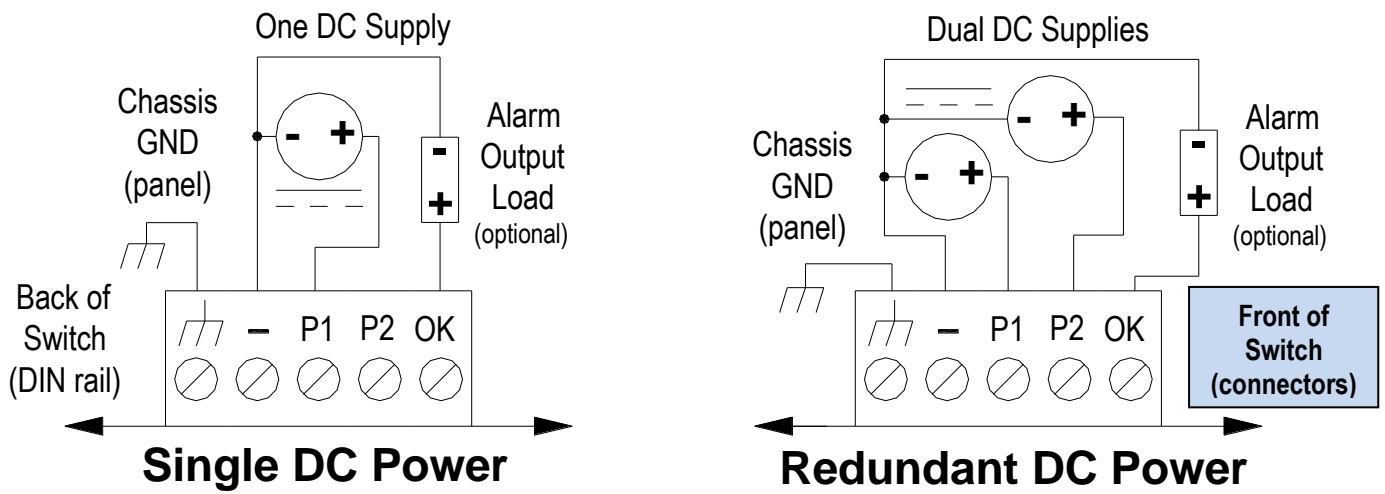 One DC Supply
Chassis
GND
(panel)
-
+
-
+
Alarm
Output
Load
(optional)
Back of
Switch
(DIN rail)
– P1 P2 OK
Single DC Power
Dual DC Supplies
Chassis
GND
(panel)
-
+
-
+
-
+
Alarm
Output
Load
(optional)
– P1 P2 OK
Front of
Switch
(connectors)
Redundant DC Power